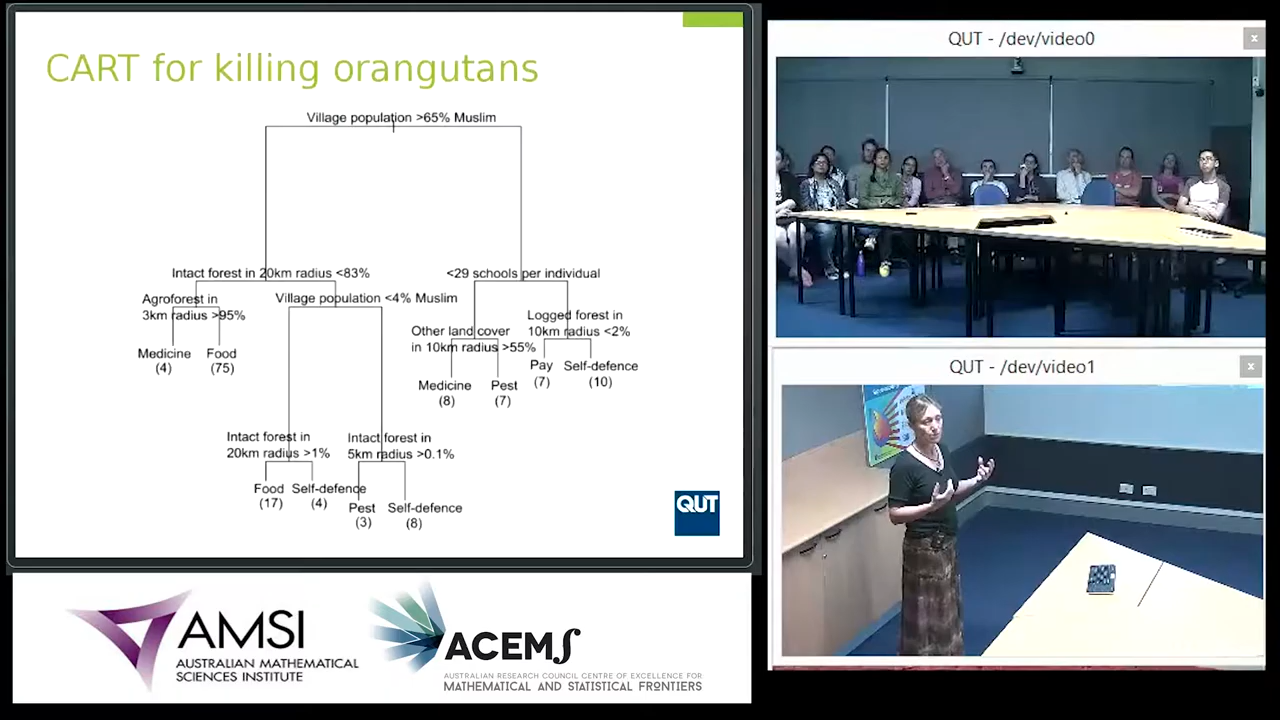 CART for killing orangutans
Village population >65% Muslim
Intact forest in 20km radius <83%
<29 schools per individual
Agroforest in
3km radius >95%
Village population <4% Muslim
Other land cover
in 10km radius >55%
Logged forest in
10km radius <2%
Medicine
(4)
Food
(75)
Medicine
(8)
Pest
(7)
Pay
(7)
Self-defence
(10)
Intact forest in
20km radius >1%
Intact forest in
5km radius >0.1%
Food
(17)
Self-defence
(4)
Pest
(3)
Self-defence
(8)
QUT
AMSI
AUSTRALIAN MATHEMATICAL
SCIENCES INSTITUTE
ACEMS
AUSTRALIAN RESEARCH COUNCIL CENTRE OF EXCELLENCE FOR
MATHEMATICAL AND STATISTICAL FRONTIERS
QUT - /dev/video0
x
QUT - /dev/video1
x